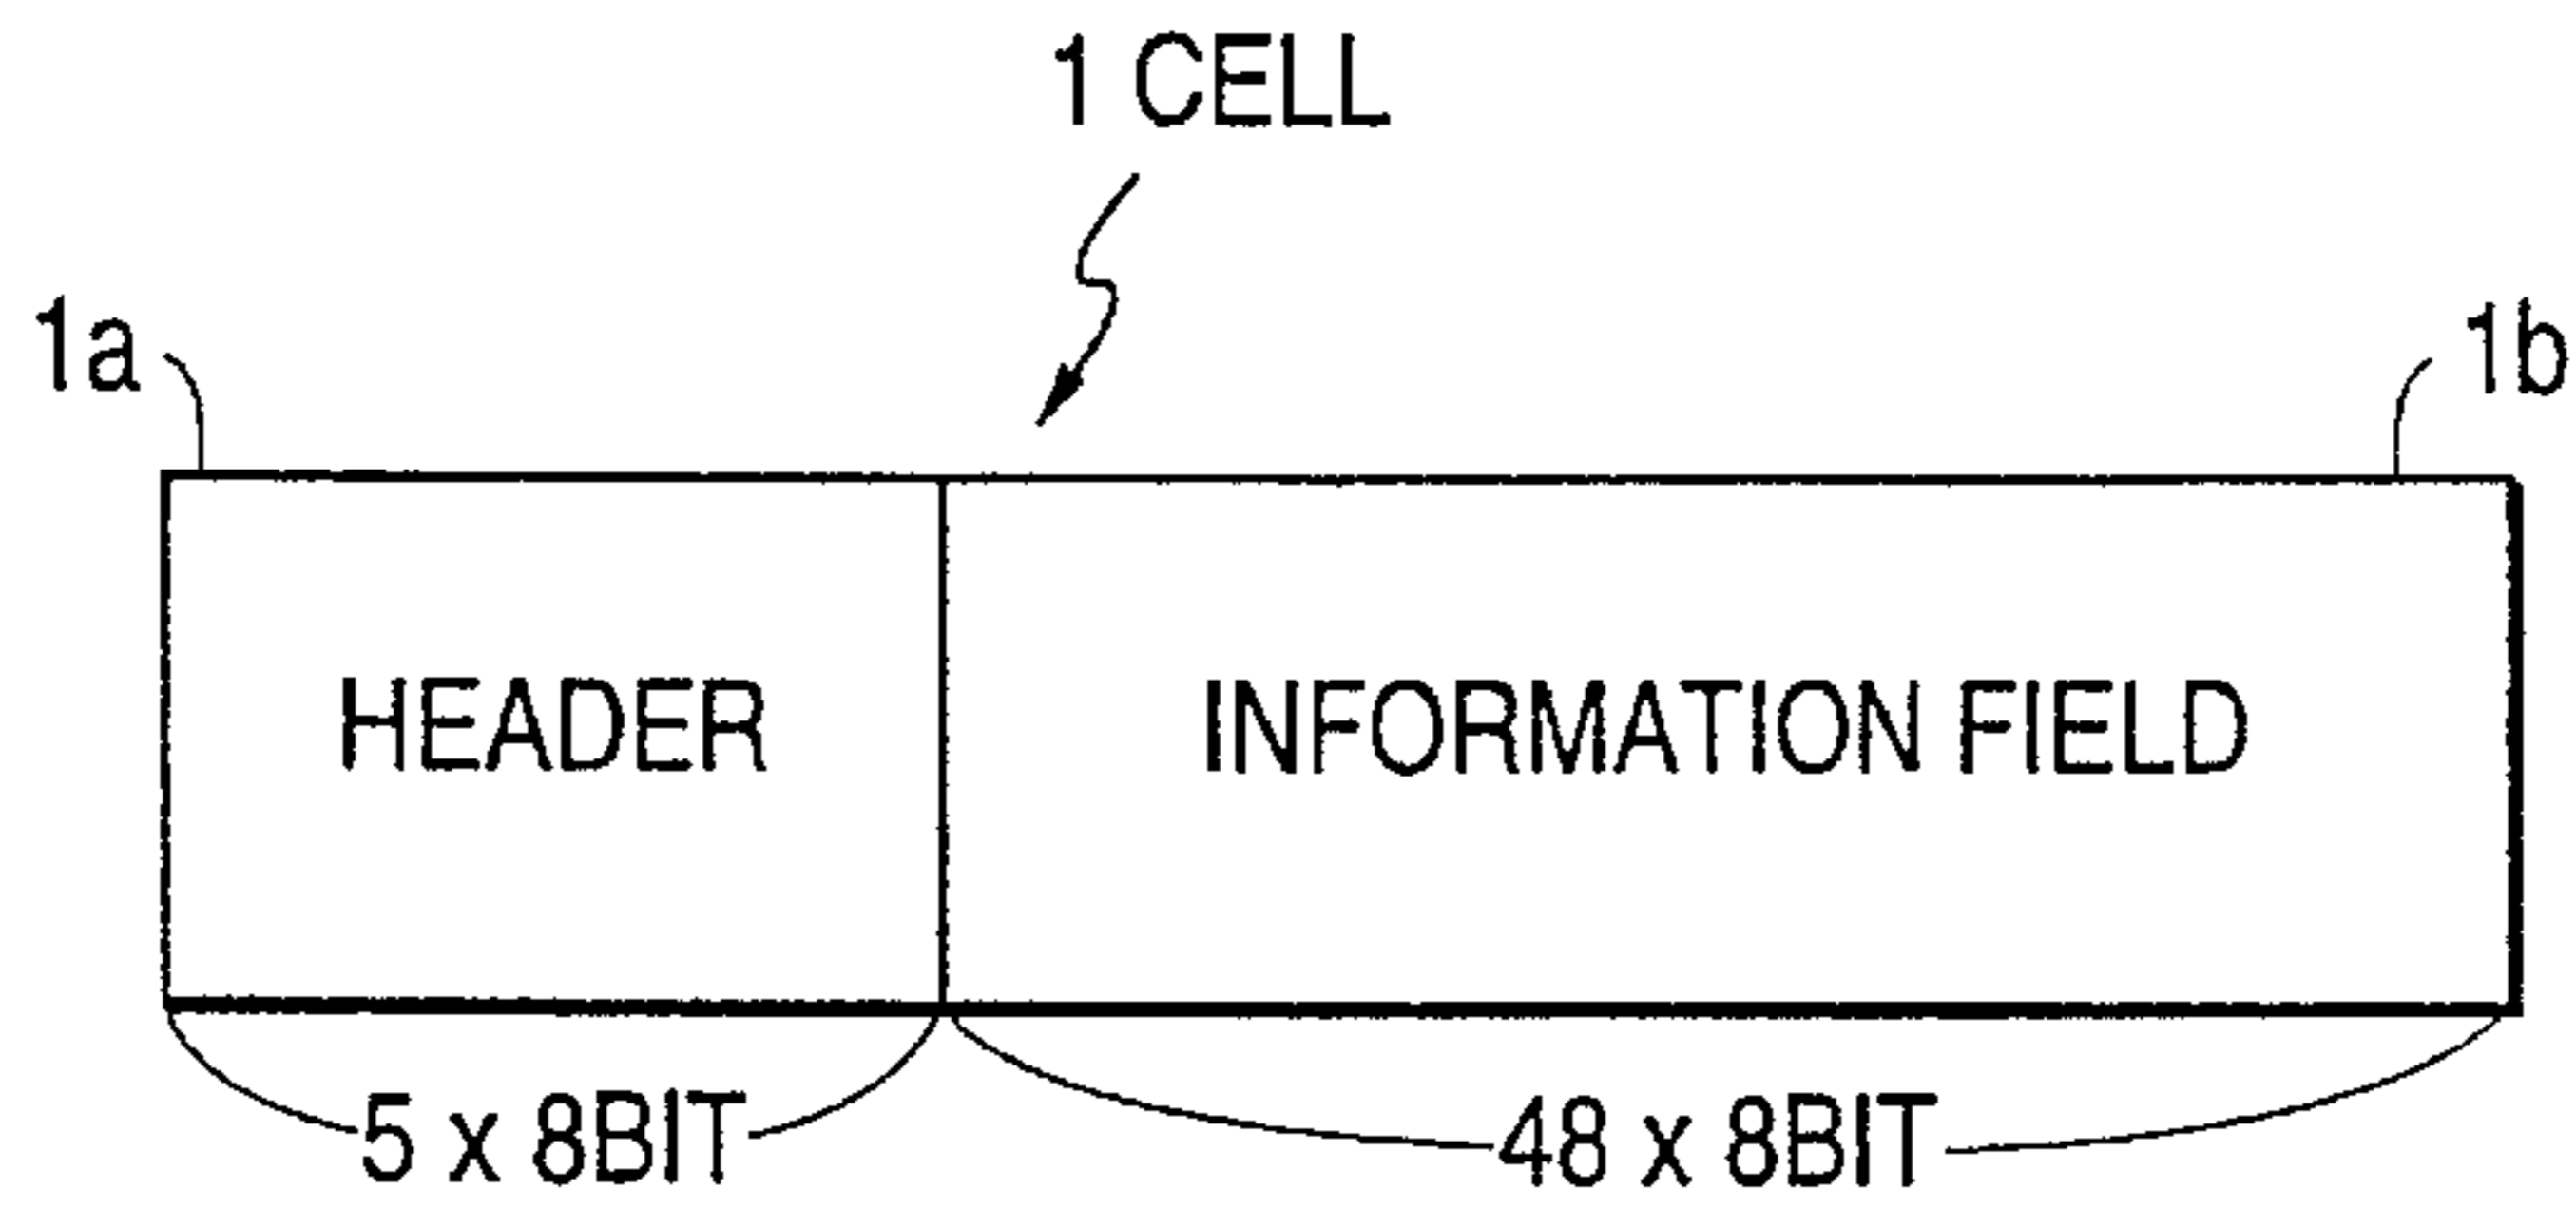 1 CELL
1a
1b
HEADER
INFORMATION FIELD
5 x 8BIT
48 x 8BIT